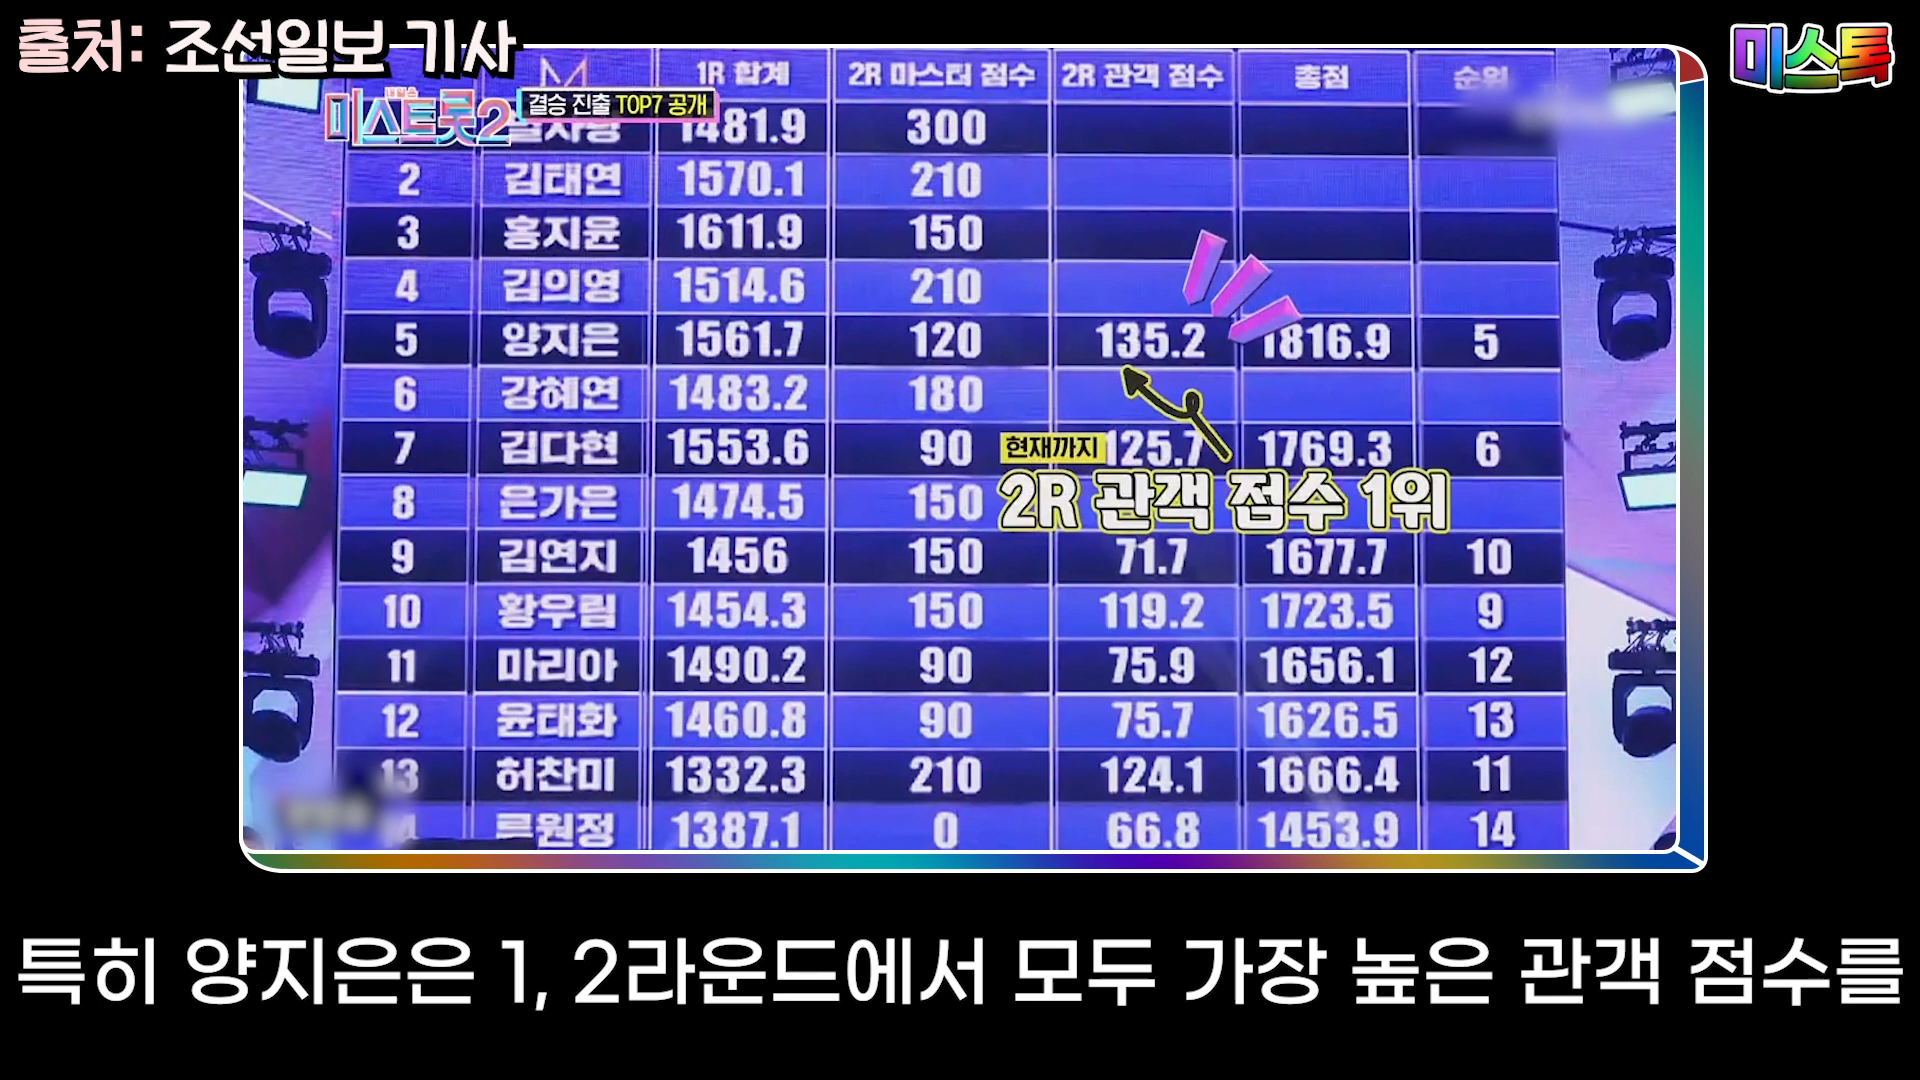 출처: 조선일보 기사
미스톡
내일은
미스트롯2
결승 진출 TOP7 공개
1R 합계 2R 마스터 점수 2R 관객 점수 총점 순위
1481.9 300
2 김태연 1570.1 210
3 홍지윤 1611.9 150
4 김의영 1514.6 210
5 양지은 1561.7 120 135.2 1816.9 5
6 강혜연 1483.2 180
7 김다현 1553.6 90 125.7 1769.3 6
현재까지
2R 관객 점수 1위
8 은가은 1474.5 150
9 김연지 1456 150 71.7 1677.7 10
10 황우림 1454.3 150 119.2 1723.5 9
11 마리아 1490.2 90 75.9 1656.1 12
12 윤태화 1460.8 90 75.7 1626.5 13
13 허찬미 1332.3 210 124.1 1666.4 11
14 류원정 1387.1 0 66.8 1453.9 14
특히 양지은은 1, 2라운드에서 모두 가장 높은 관객 점수를